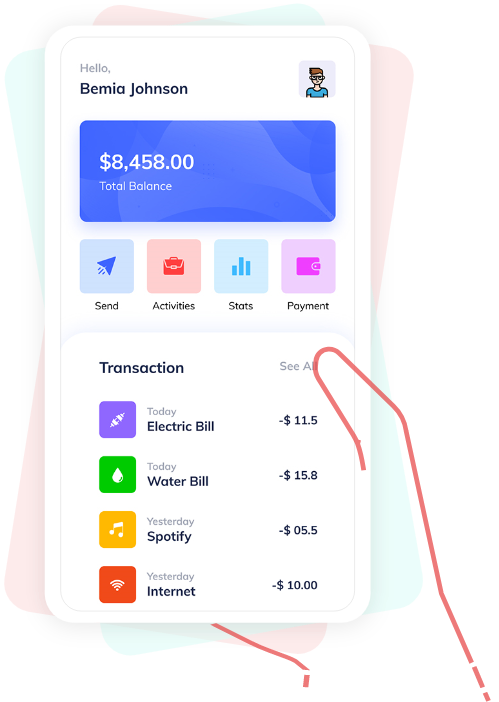 Hello,
Bemia Johnson
$8,458.00
Total Balance
Send Activities Stats Payment
Transaction See All
Today
Electric Bill -$ 11.5
Today
Water Bill -$ 15.8
Yesterday
Spotify -$ 05.5
Yesterday
Internet -$ 10.00